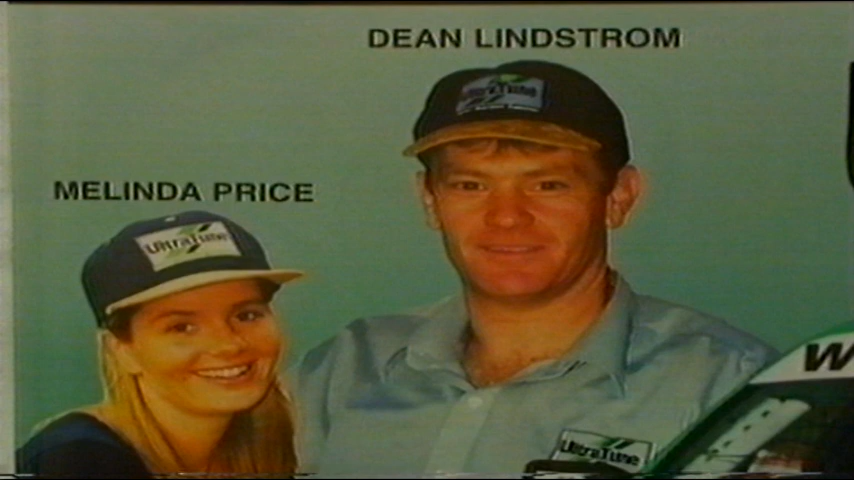 DEAN LINDSTROM
MELINDA PRICE
UltraTune
UltraTune
UltraTune
W